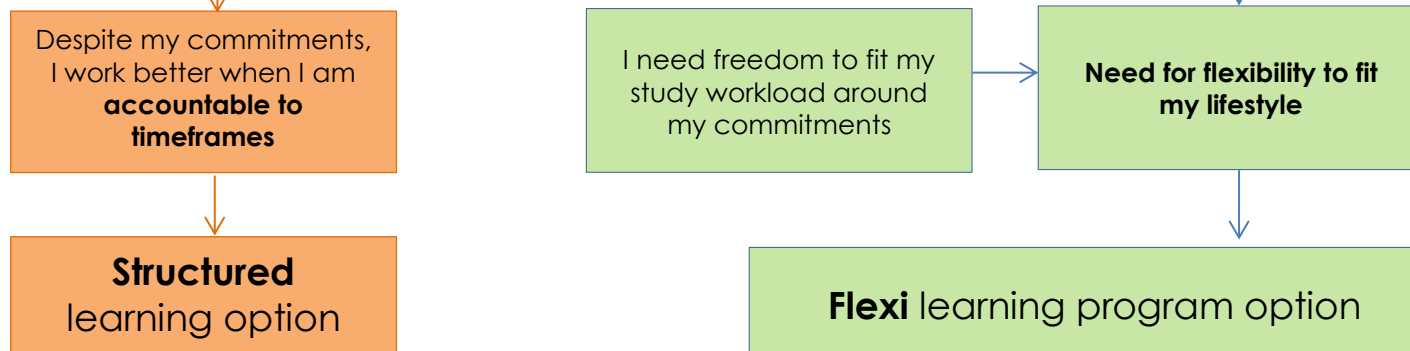 Despite my commitments,
I work better when I am
accountable to
timeframes
I need freedom to fit my
study workload around
my commitments
Need for flexibility to fit
my lifestyle
Structured
learning option
Flexi learning program option